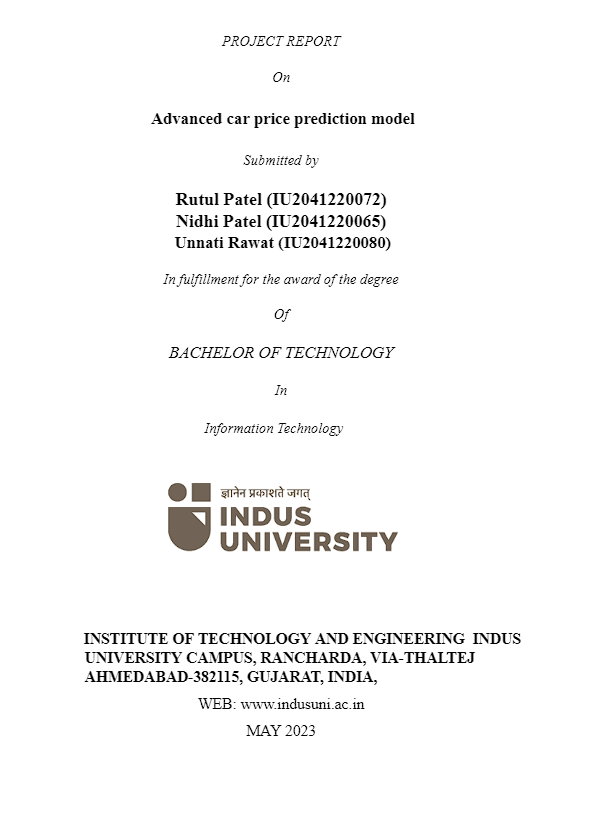 PROJECT REPORT
On
Advanced car price prediction model
Submitted by
Rutul Patel (IU2041220072)
Nidhi Patel (IU2041220065)
Unnati Rawat (IU2041220080)
In fulfillment for the award of the degree
Of
BACHELOR OF TECHNOLOGY
In
Information Technology
ज्ञानेन प्रकाशते जगत्
INDUS
UNIVERSITY
INSTITUTE OF TECHNOLOGY AND ENGINEERING INDUS
UNIVERSITY CAMPUS, RANCHARDA, VIA-THALTEJ
AHMEDABAD-382115, GUJARAT, INDIA,
WEB: www.indusuni.ac.in
MAY 2023